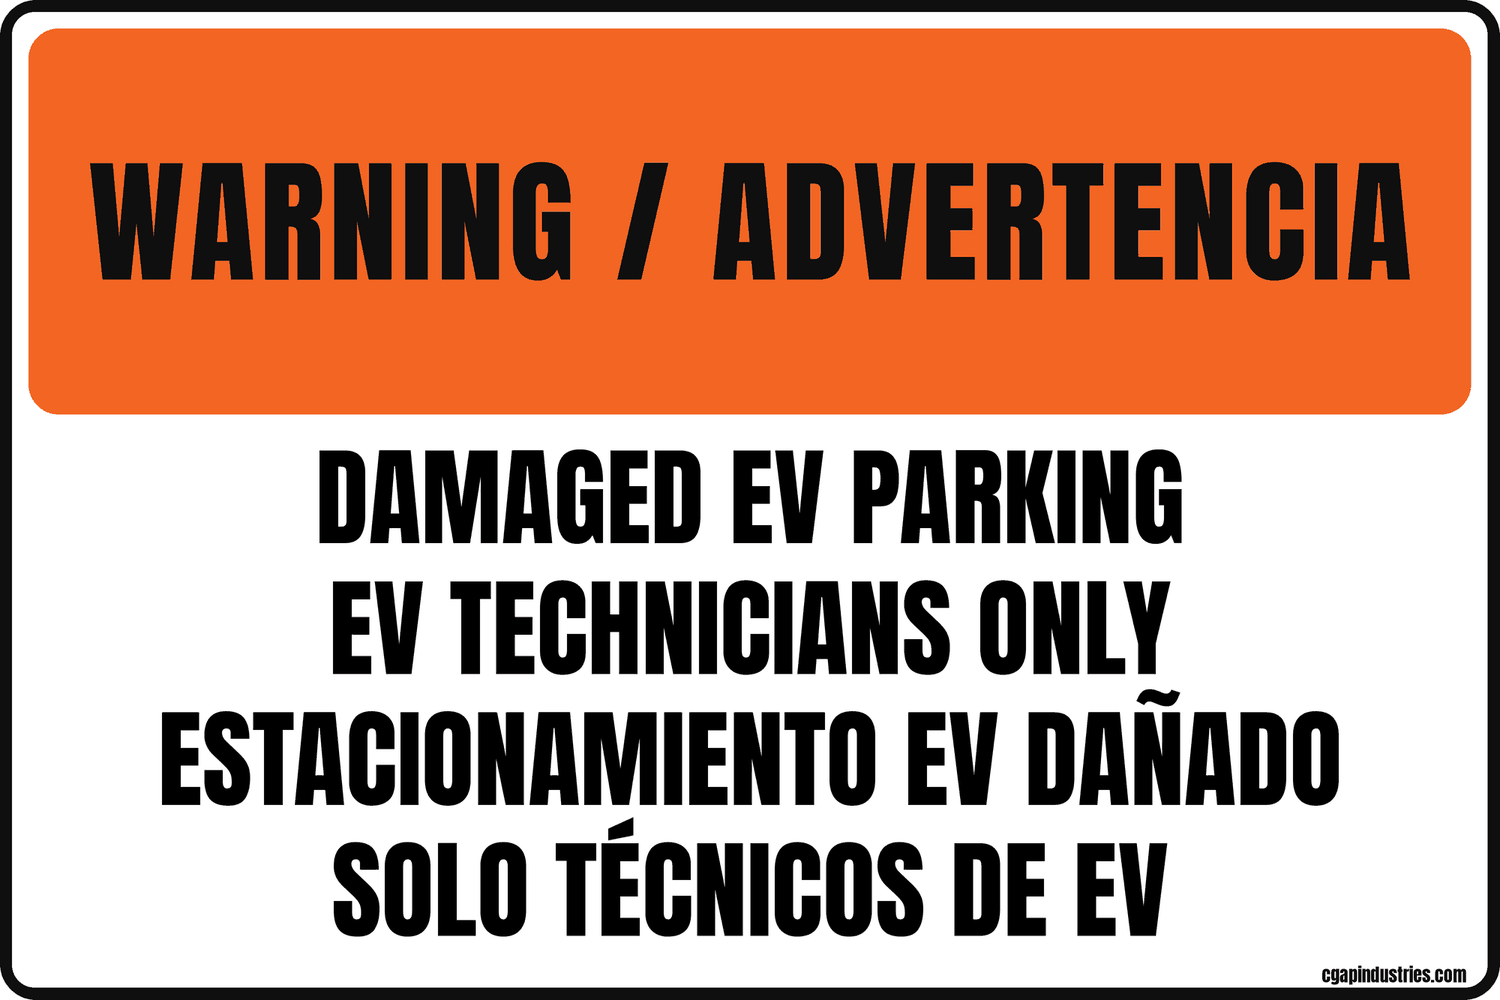 WARNING / ADVERTENCIA
DAMAGED EV PARKING
EV TECHNICIANS ONLY
ESTACIONAMIENTO EV DAÑADO
SOLO TÉCNICOS DE EV
cgapindustries.com